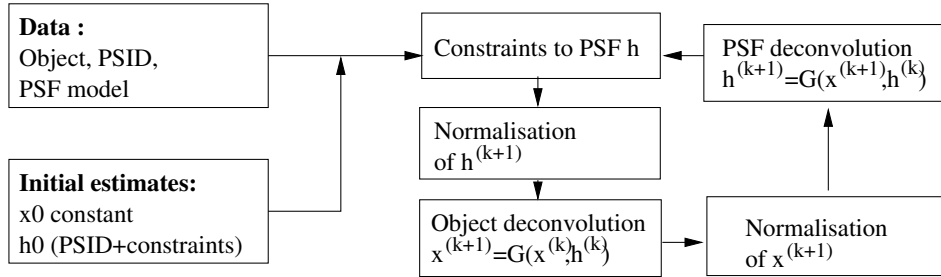 Data :
Object, PSID,
PSF model
Initial estimates:
x0 constant
h0 (PSID+constraints)
Constraints to PSF h
Normalisation
of h^(k+1)
Object deconvolution
x^(k+1)=G(x^(k),h^(k))
Normalisation
of x^(k+1)
PSF deconvolution
h^(k+1)=G(x^(k+1),h^(k))